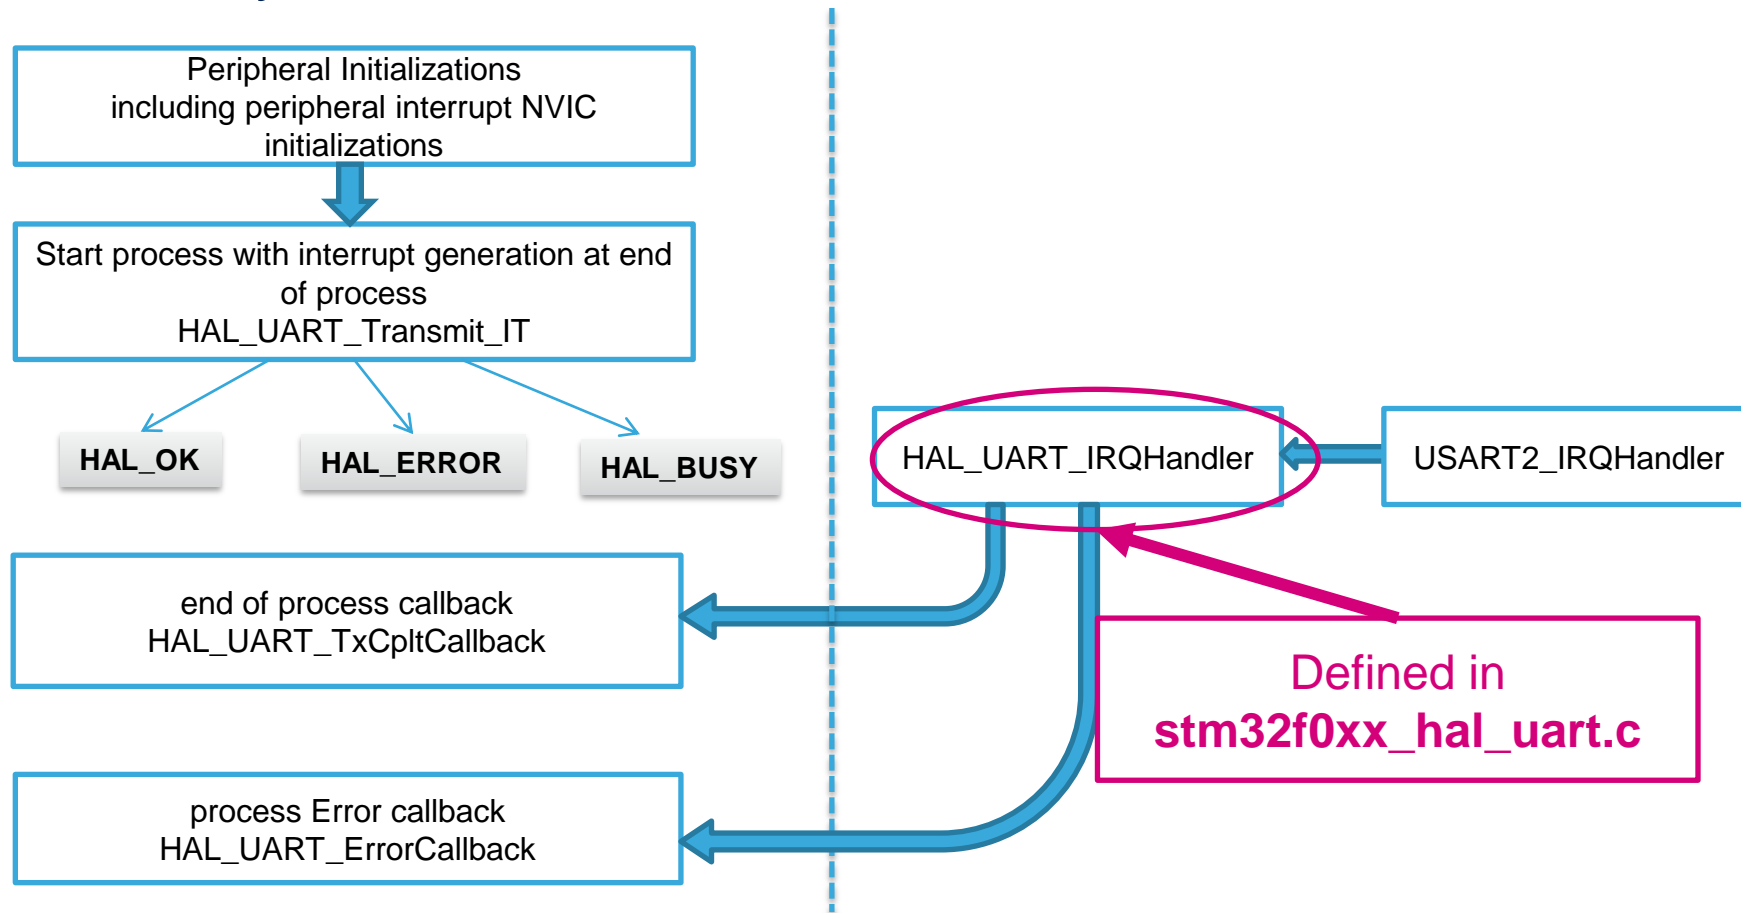 Peripheral Initializations
including peripheral interrupt NVIC
initializations
Start process with interrupt generation at end
of process
HAL_UART_Transmit_IT
HAL_OK
HAL_ERROR
HAL_BUSY
HAL_UART_IRQHandler
USART2_IRQHandler
end of process callback
HAL_UART_TxCpltCallback
Defined in
stm32f0xx_hal_uart.c
process Error callback
HAL_UART_ErrorCallback